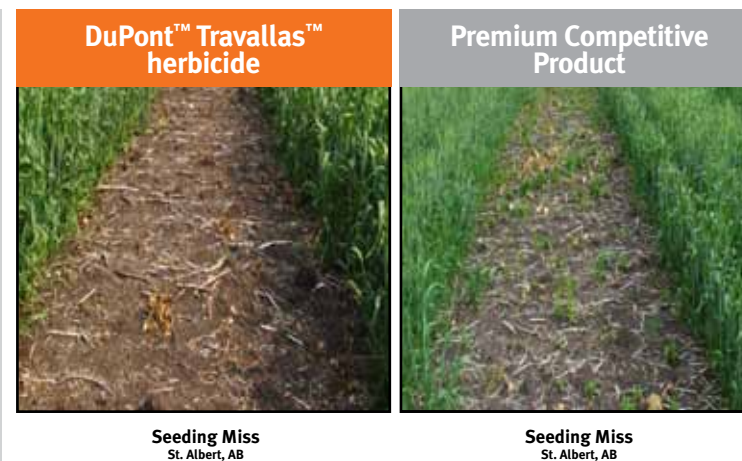 DuPont™ Travallas™
herbicide
Premium Competitive
Product
Seeding Miss
St. Albert, AB
Seeding Miss
St. Albert, AB